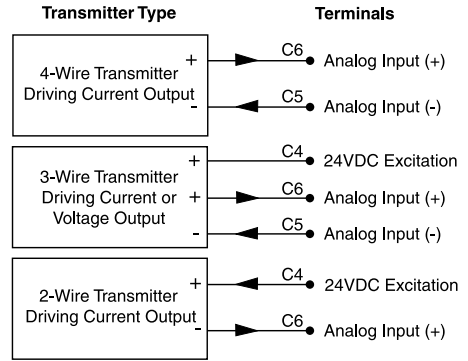 Transmitter Type Terminals
4-Wire Transmitter
Driving Current Output
+ C6 Analog Input (+)
- C5 Analog Input (-)
3-Wire Transmitter
Driving Current or
Voltage Output
+ C4 24VDC Excitation
+ C6 Analog Input (+)
- C5 Analog Input (-)
2-Wire Transmitter
Driving Current Output
+ C4 24VDC Excitation
- C6 Analog Input (+)